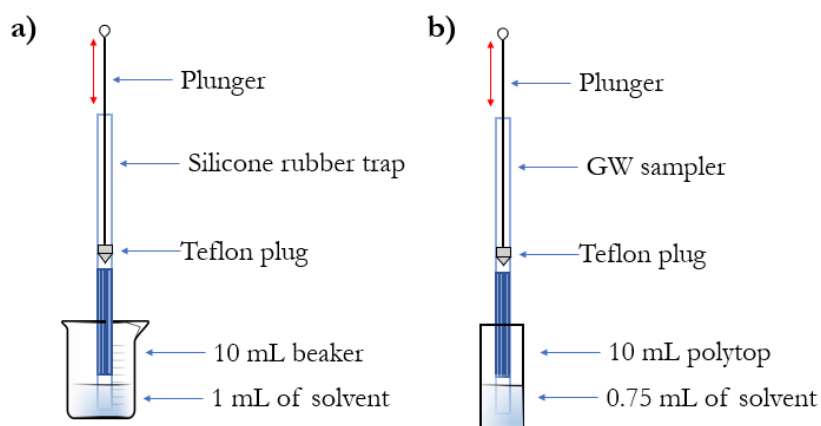 a)
Plunger
Silicone rubber trap
Teflon plug
10 mL beaker
1 mL of solvent
b)
Plunger
GW sampler
Teflon plug
10 mL polytop
0.75 mL of solvent